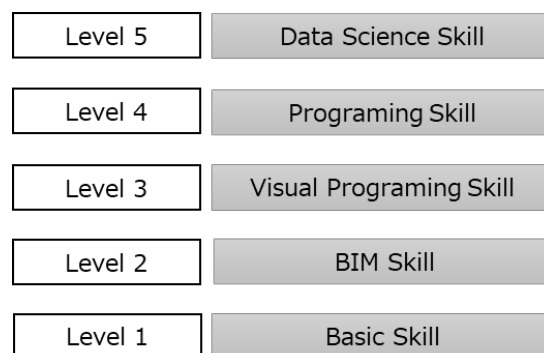 Level 5 Data Science Skill
Level 4 Programing Skill
Level 3 Visual Programing Skill
Level 2 BIM Skill
Level 1 Basic Skill